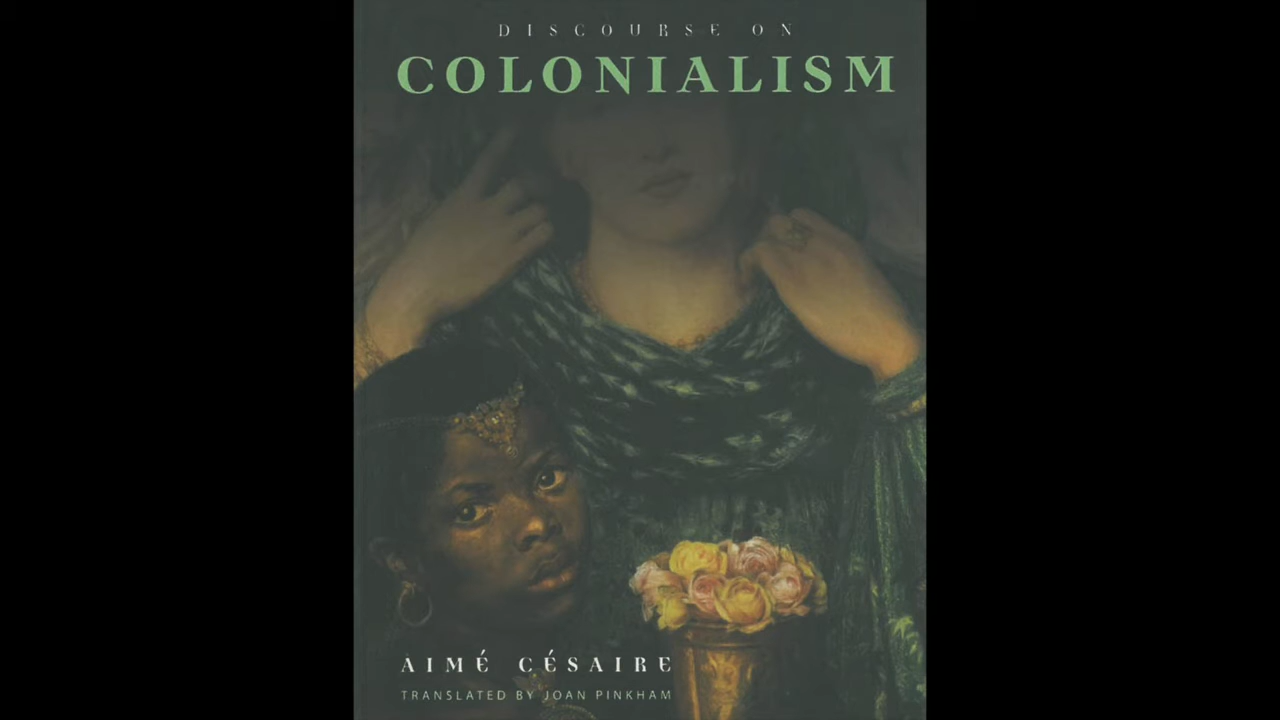 DISCOURSE ON
COLONIALISM
AIMÉ CÉSAIRE
TRANSLATED BY JOAN PINKHAM